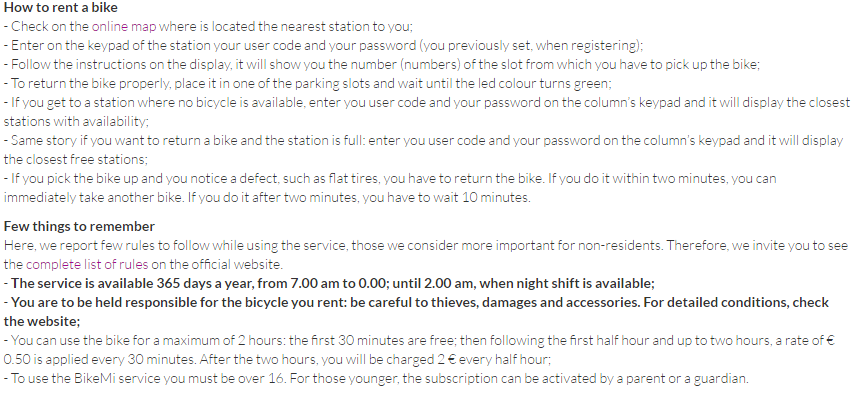 How to rent a bike
- Check on the online map where is located the nearest station to you;
- Enter on the keypad of the station your user code and your password (you previously set, when registering);
- Follow the instructions on the display, it will show you the number (numbers) of the slot from which you have to pick up the bike;
- To return the bike properly, place it in one of the parking slots and wait until the led colour turns green;
- If you get to a station where no bicycle is available, enter you user code and your password on the column's keypad and it will display the closest
stations with availability;
- Same story if you want to return a bike and the station is full: enter you user code and your password on the column's keypad and it will display
the closest free stations;
- If you pick the bike up and you notice a defect, such as flat tires, you have to return the bike. If you do it within two minutes, you can
immediately take another bike. If you do it after two minutes, you have to wait 10 minutes.
Few things to remember
Here, we report few rules to follow while using the service, those we consider more important for non-residents. Therefore, we invite you to see
the complete list of rules on the official website.
- The service is available 365 days a year, from 7.00 am to 0.00; until 2.00 am, when night shift is available;
- You are to be held responsible for the bicycle you rent: be careful to thieves, damages and accessories. For detailed conditions, check
the website;
- You can use the bike for a maximum of 2 hours: the first 30 minutes are free; then following the first half hour and up to two hours, a rate of €
0.50 is applied every 30 minutes. After the two hours, you will be charged 2 € every half hour;
- To use the BikeMi service you must be over 16. For those younger, the subscription can be activated by a parent or a guardian.